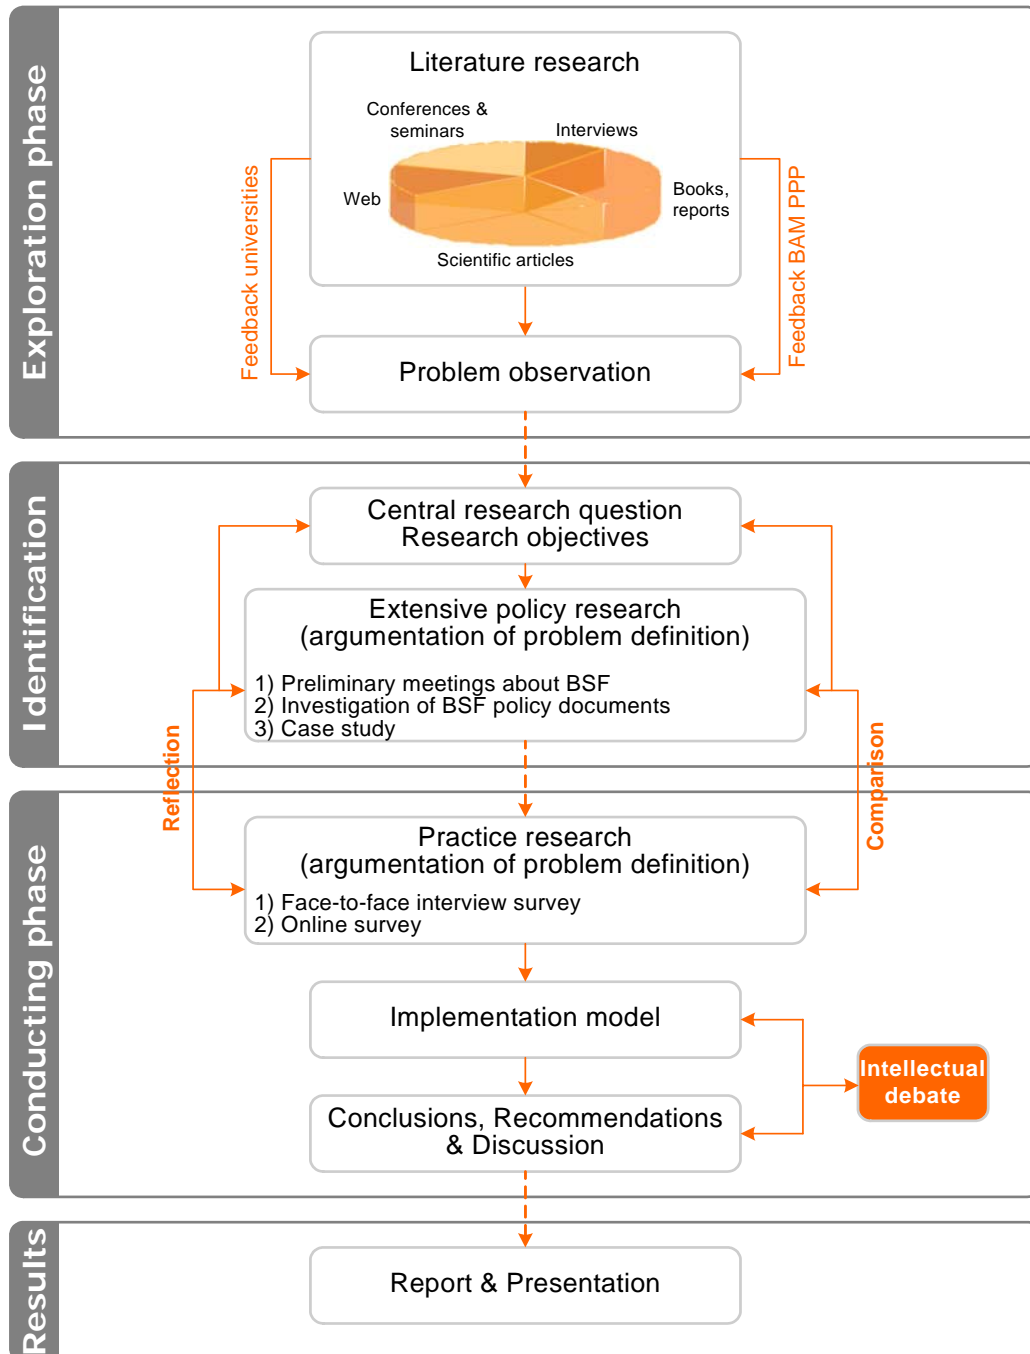 Exploration phase
Literature research
Conferences &
seminars
Interviews
Web
Books,
reports
Scientific articles
Feedback universities
Feedback BAM PPP
Problem observation
Identification
Central research question
Research objectives
Extensive policy research
(argumentation of problem definition)
1) Preliminary meetings about BSF
2) Investigation of BSF policy documents
3) Case study
Reflection
Comparison
Conducting phase
Practice research
(argumentation of problem definition)
1) Face-to-face interview survey
2) Online survey
Implementation model
Intellectual
debate
Conclusions, Recommendations
& Discussion
Results
Report & Presentation